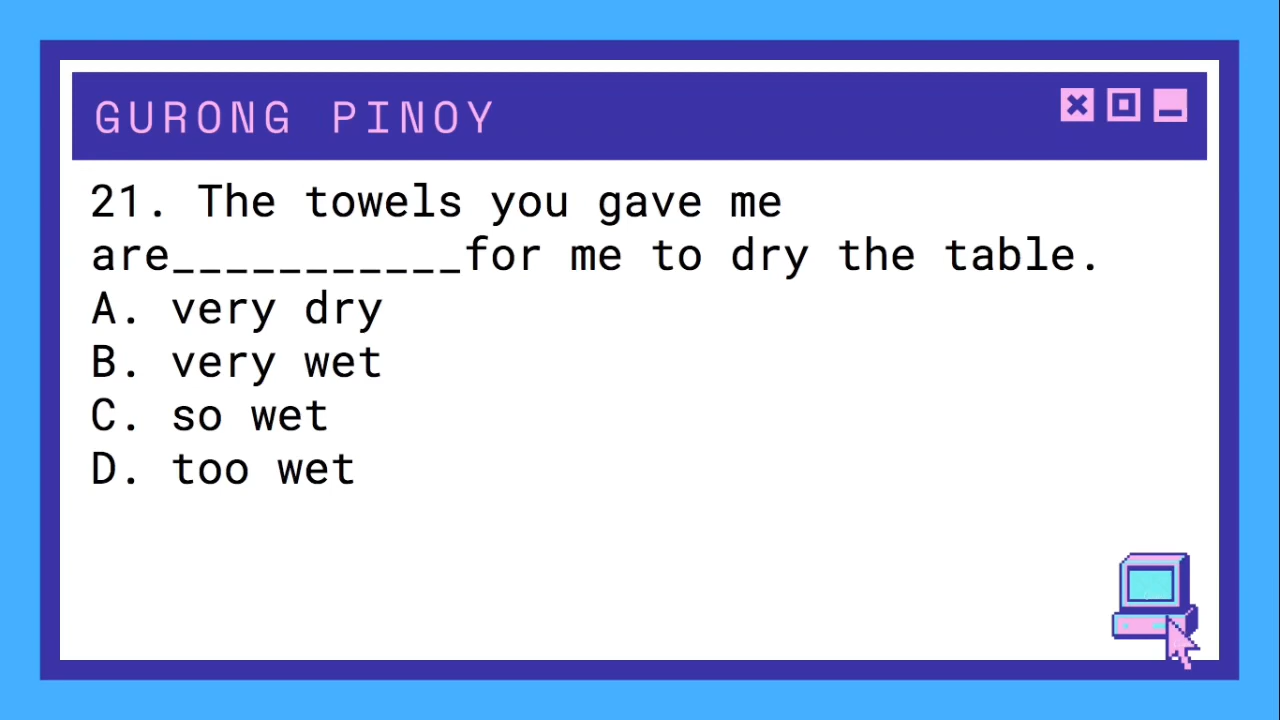 GURONG PINOY
21. The towels you gave me
are___________for me to dry the table.
A. very dry
B. very wet
C. so wet
D. too wet